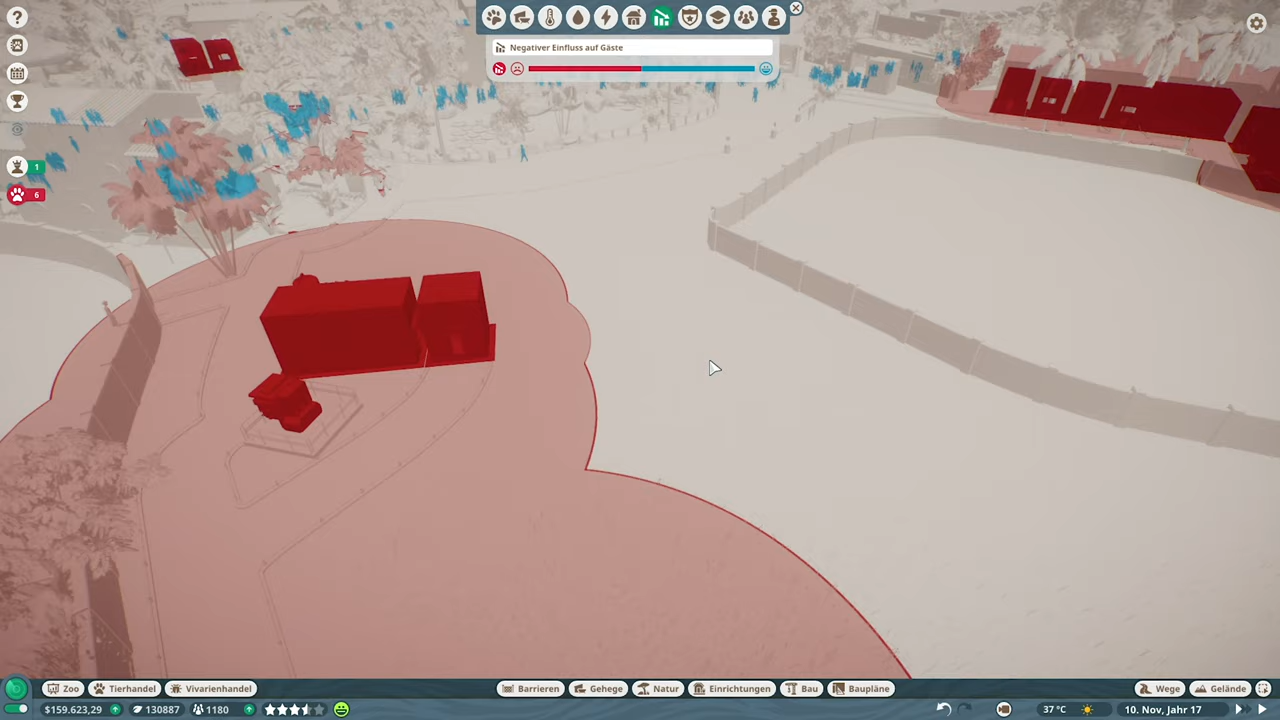 ?
Negativer Einfluss auf Gäste
1
6
Zoo
Tierhandel
Vivarienhandel
Barrieren
Gehege
Natur
Einrichtungen
Bau
Baupläne
Wege
Gelände
$159.623,29
130887
1180
37 °C
10. Nov, Jahr 17